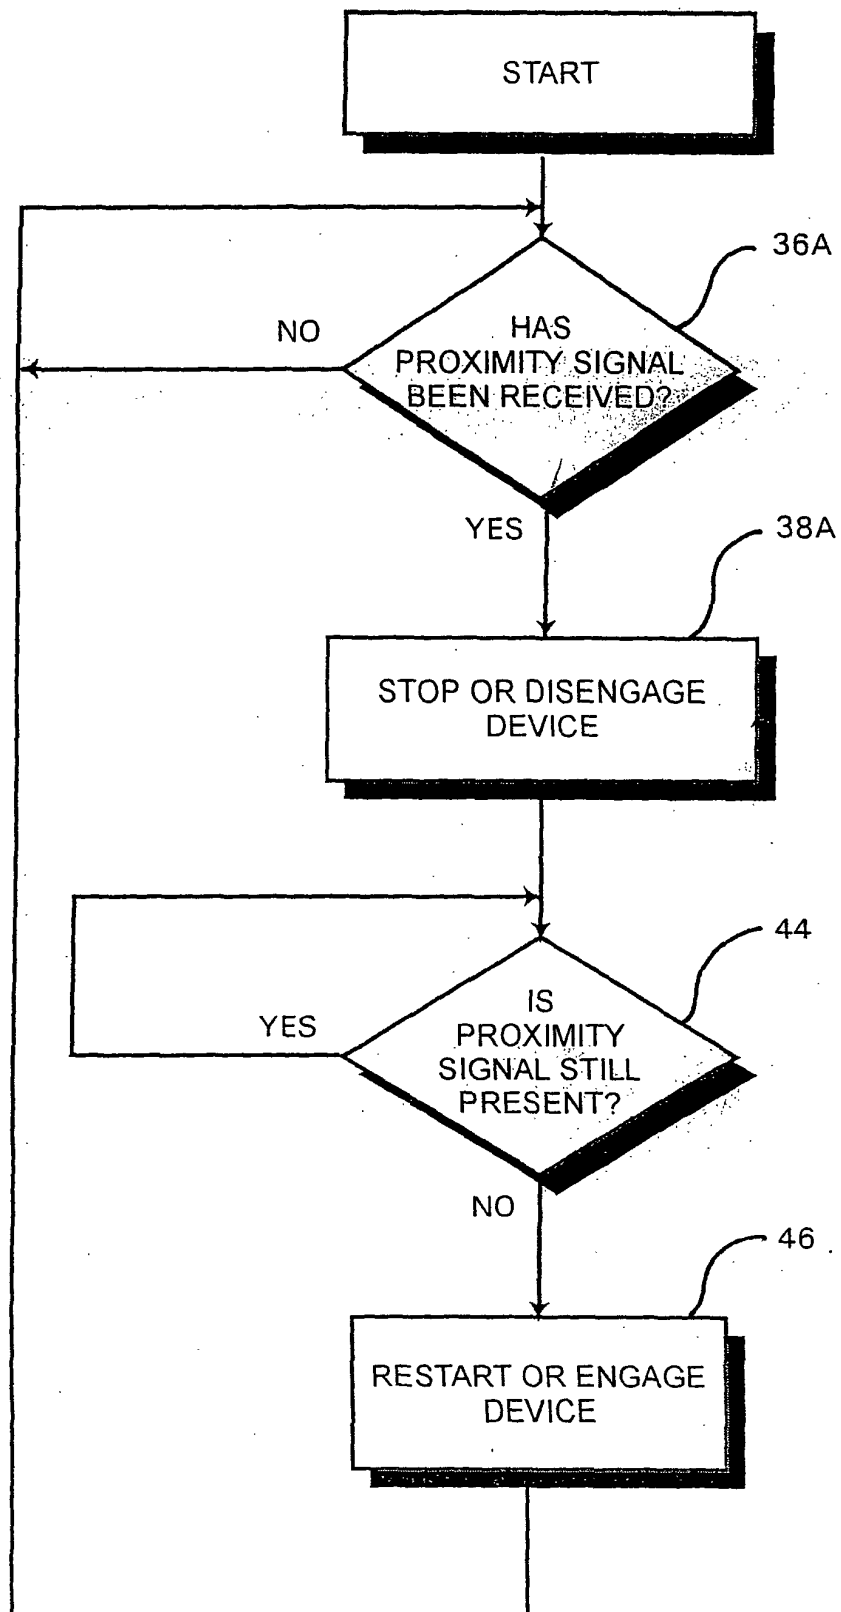 START
36A
NO
HAS
PROXIMITY SIGNAL
BEEN RECEIVED?
YES
38A
STOP OR DISENGAGE
DEVICE
44
YES
IS
PROXIMITY
SIGNAL STILL
PRESENT?
NO
46
RESTART OR ENGAGE
DEVICE